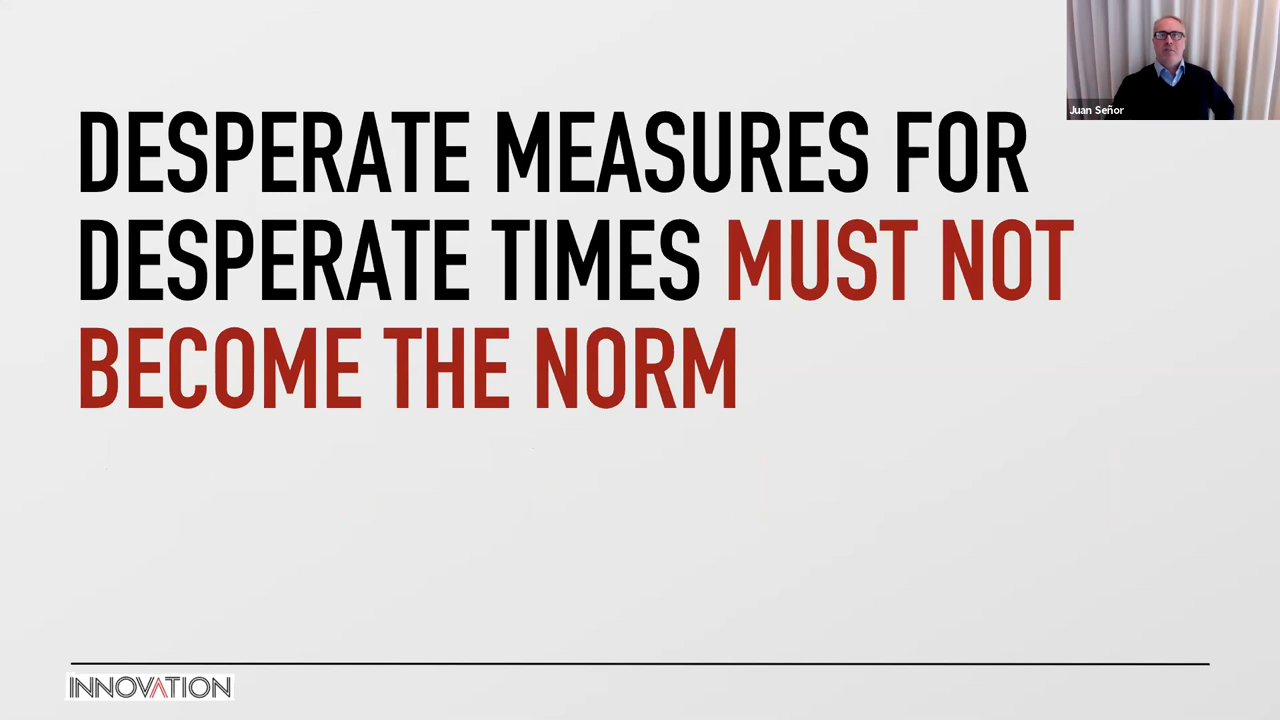 Juan Señor
DESPERATE MEASURES FOR
DESPERATE TIMES MUST NOT
BECOME THE NORM
INNOVATION